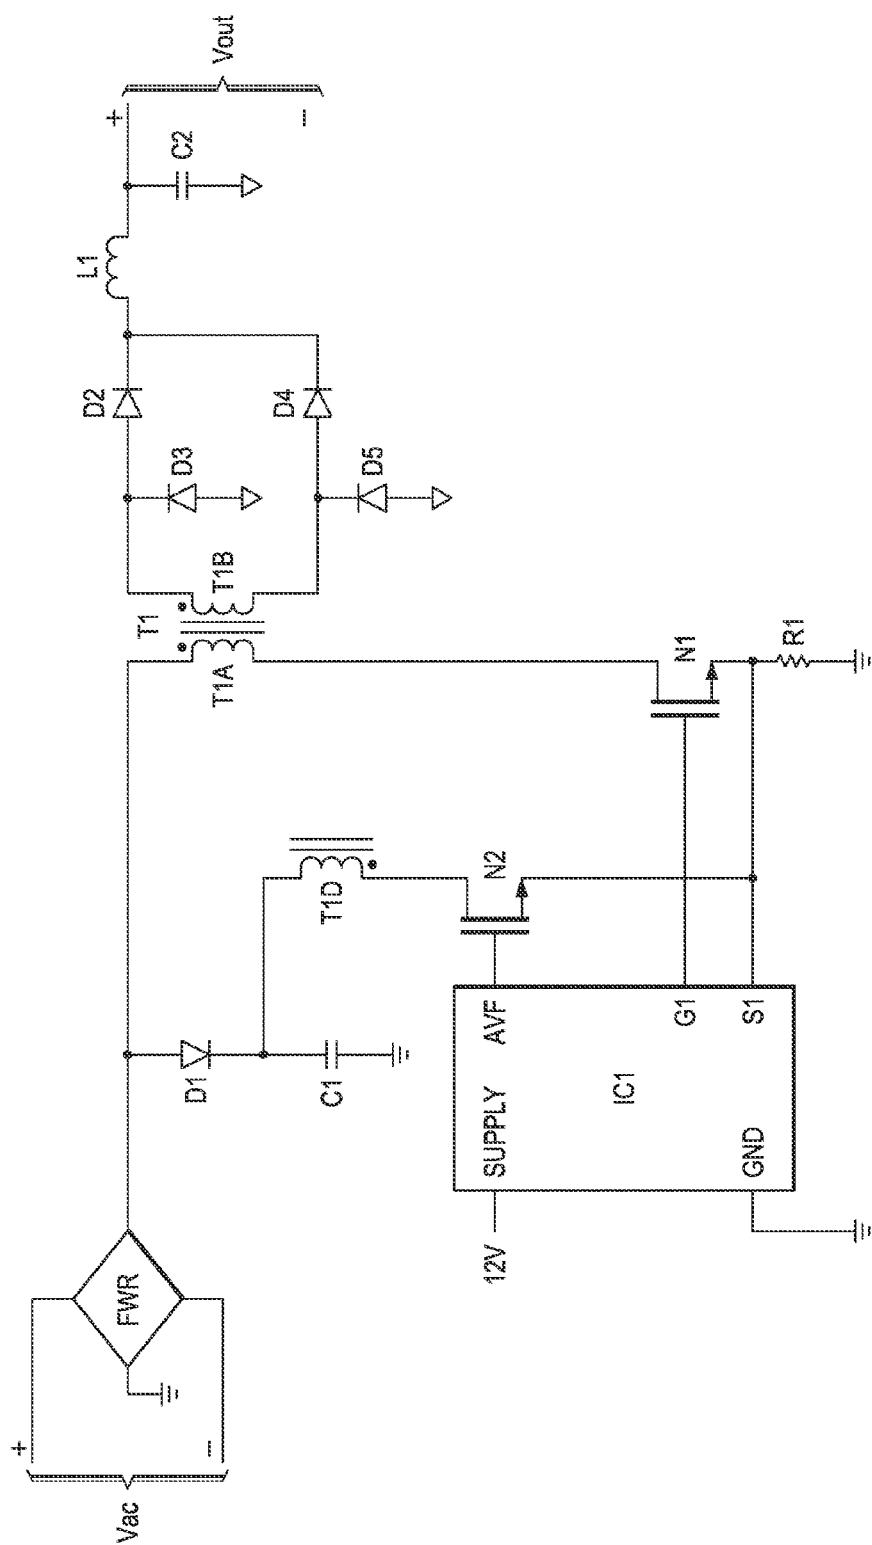 Vac
+
−
FWR
D1
C1
12V
SUPPLY
AVF
IC1
G1
GND
S1
T1D
N2
N1
R1
T1
T1A
T1B
D3
D2
D5
D4
L1
C2
+
−
Vout